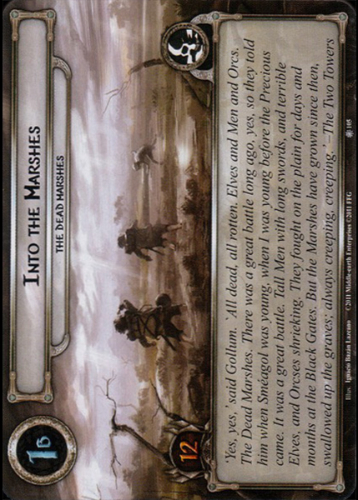 1B
INTO THE MARSHES
THE DEAD MARSHES
12
'Yes, yes,' said Gollum. 'All dead, all rotten. Elves and Men and Orcs.
The Dead Marshes. There was a great battle long ago, yes, so they told
him when Sméagol was young, when I was young before the Precious
came. It was a great battle. Tall Men with long swords, and terrible
Elves, and Orcses shrieking. They fought on the plain for days and
months at the Black Gates. But the Marshes have grown since then,
swallowed up the graves; always creeping, creeping.' –The Two Towers
Illus. Ignacio Bazán Lazcano ©2011 Middle-earth Enterprises ©2011 FFG 105